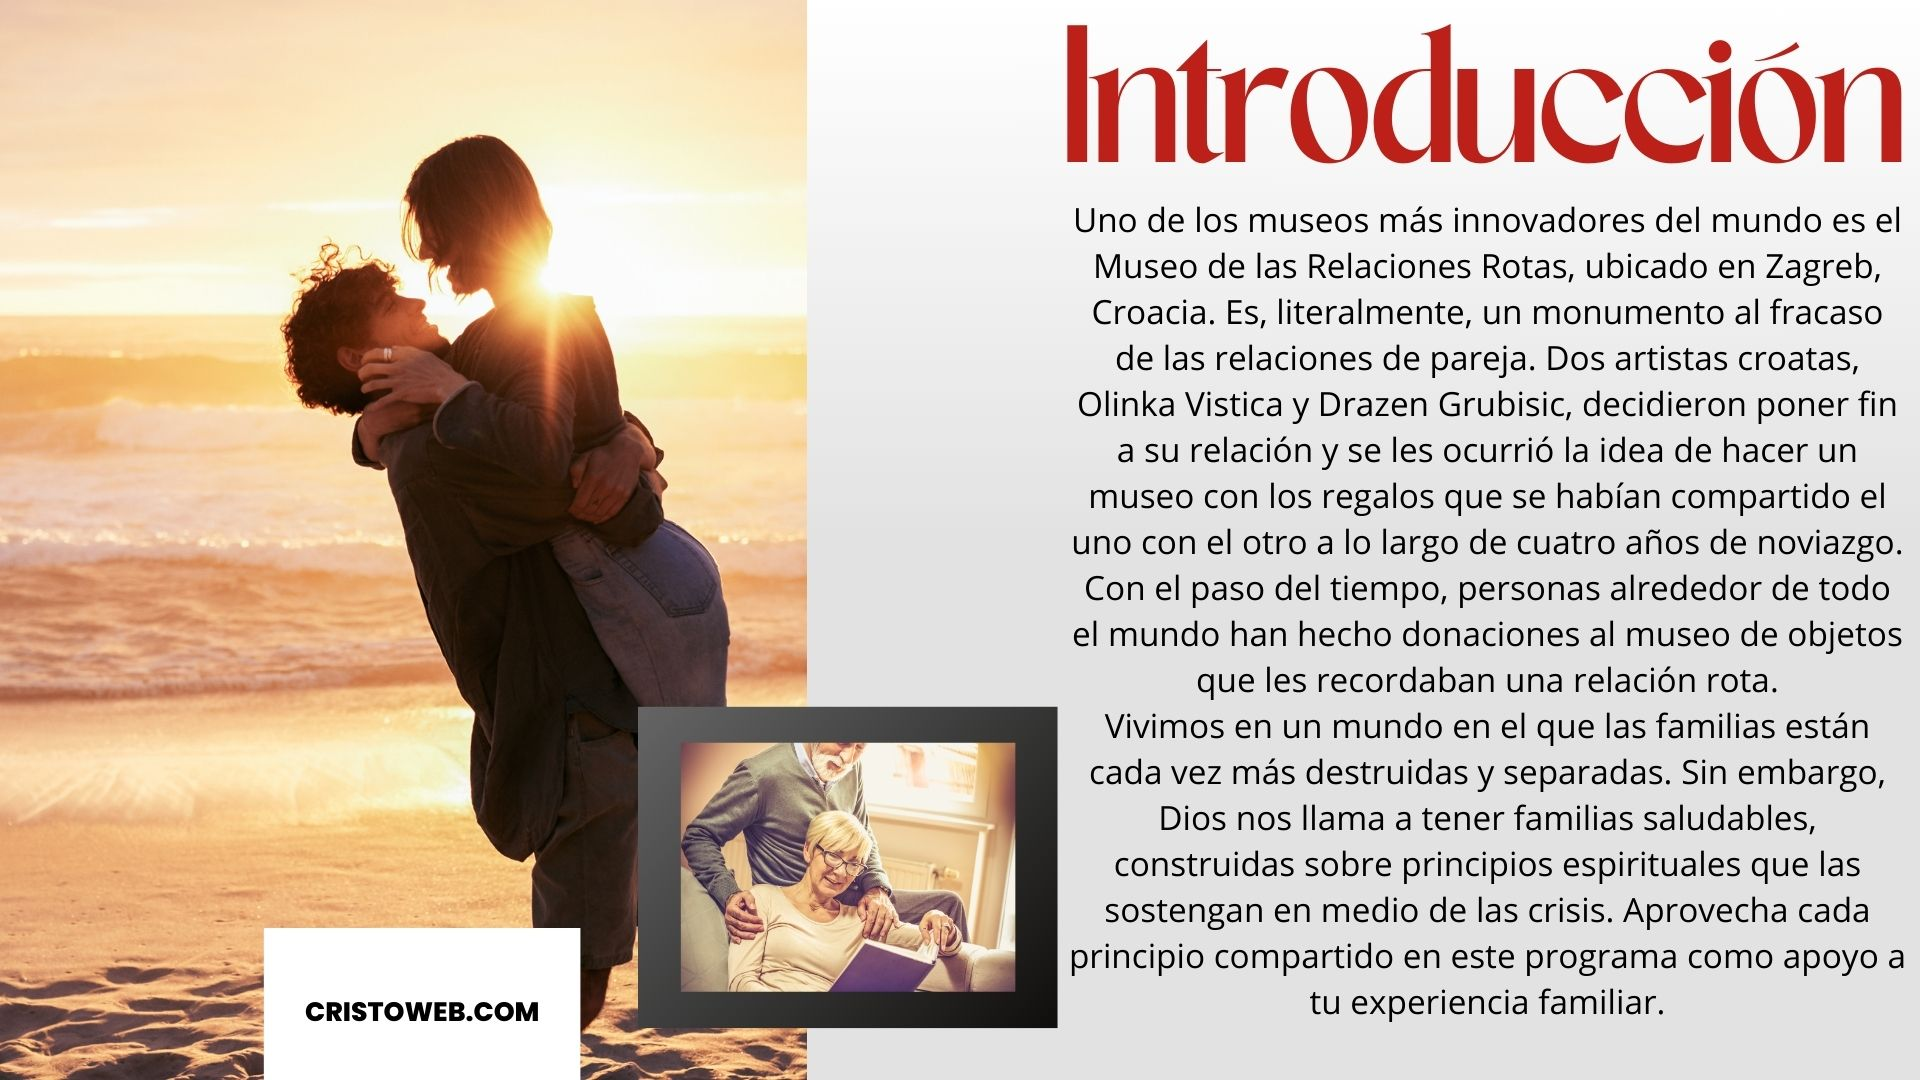 Introducción
Uno de los museos más innovadores del mundo es el
Museo de las Relaciones Rotas, ubicado en Zagreb,
Croacia. Es, literalmente, un monumento al fracaso
de las relaciones de pareja. Dos artistas croatas,
Olinka Vistica y Drazen Grubisic, decidieron poner fin
a su relación y se les ocurrió la idea de hacer un
museo con los regalos que se habían compartido el
uno con el otro a lo largo de cuatro años de noviazgo.
Con el paso del tiempo, personas alrededor de todo
el mundo han hecho donaciones al museo de objetos
que les recordaban una relación rota.
Vivimos en un mundo en el que las familias están
cada vez más destruidas y separadas. Sin embargo,
Dios nos llama a tener familias saludables,
construidas sobre principios espirituales que las
sostengan en medio de las crisis. Aprovecha cada
principio compartido en este programa como apoyo a
tu experiencia familiar.
CRISTOWEB.COM